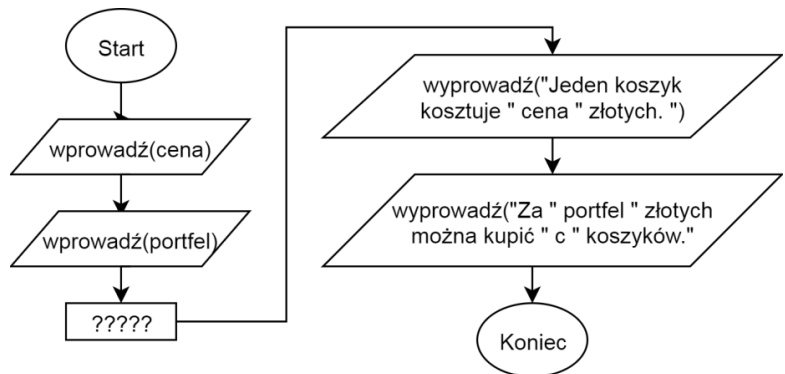 Start
wprowadź(cena)
wprowadź(portfel)
?????
wyprowadź("Jeden koszyk
kosztuje " cena " złotych. ")
wyprowadź("Za " portfel " złotych
można kupić " c " koszyków."
Koniec